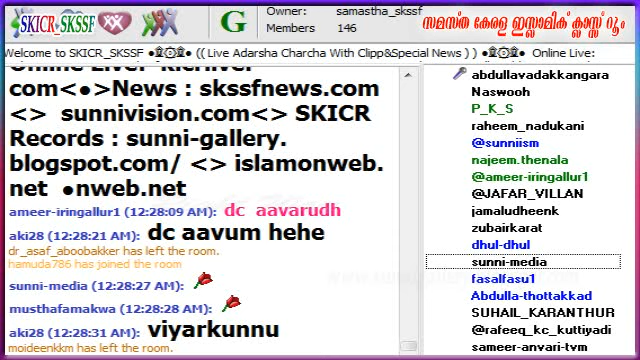 SKICR_SKSSF
G
Owner: samastha_skssf
Members 146
സമസ്ത കേരള ഇസ്ലാമിക് ക്ലാസ്സ് റൂം
Welcome to SKICR_SKSSF ●۩۞۩● (( Live Adarsha Charcha With Clipp&Special News ) ) ●۩۞۩● Online Live:
com<●>News : skssfnews.com
<> sunnivision.com<> SKICR
Records : sunni-gallery.
blogspot.com/ <> islamonweb.
net ●nweb.net
ameer-iringallur1 (12:28:09 AM): dc aavarudh
aki28 (12:28:21 AM): dc aavum hehe
dr_asaf_aboobakker has left the room.
hamuda786 has joined the room
sunni-media (12:28:27 AM):
musthafamakwa (12:28:28 AM):
aki28 (12:28:31 AM): viyarkunnu
moideenkkm has left the room.
abdullavadakkangara
Naswooh
P_K_S
raheem_nadukani
@sunniism
najeem.thenala
@ameer-iringallur1
@JAFAR_VILLAN
jamaludheenk
zubairkarat
dhul-dhul
sunni-media
fasalfasu1
Abdulla-thottakkad
SUHAIL_KARANTHUR
@rafeeq_kc_kuttiyadi
sameer-anvari-tvm